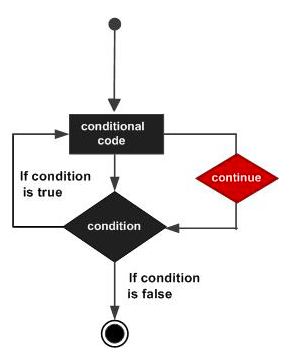 conditional
code
If condition
is true
continue
condition
If condition
is false